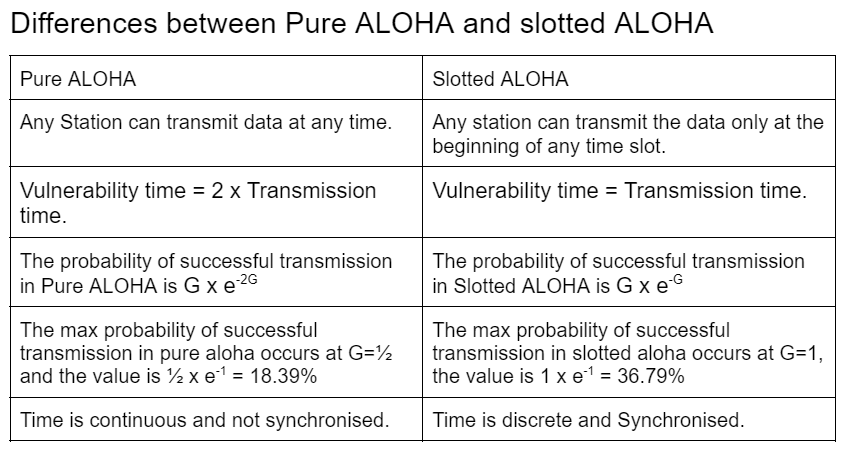 Differences between Pure ALOHA and slotted ALOHA
Pure ALOHA
Slotted ALOHA
Any Station can transmit data at any time.
Any station can transmit the data only at the
beginning of any time slot.
Vulnerability time = 2 x Transmission
time.
Vulnerability time = Transmission time.
The probability of successful transmission
in Pure ALOHA is G x e⁻²ᴳ
The probability of successful transmission
in Slotted ALOHA is G x e⁻ᴳ
The max probability of successful
transmission in pure aloha occurs at G=½
and the value is ½ x e⁻¹ = 18.39%
The max probability of successful
transmission in slotted aloha occurs at G=1,
the value is 1 x e⁻¹ = 36.79%
Time is continuous and not synchronised.
Time is discrete and Synchronised.